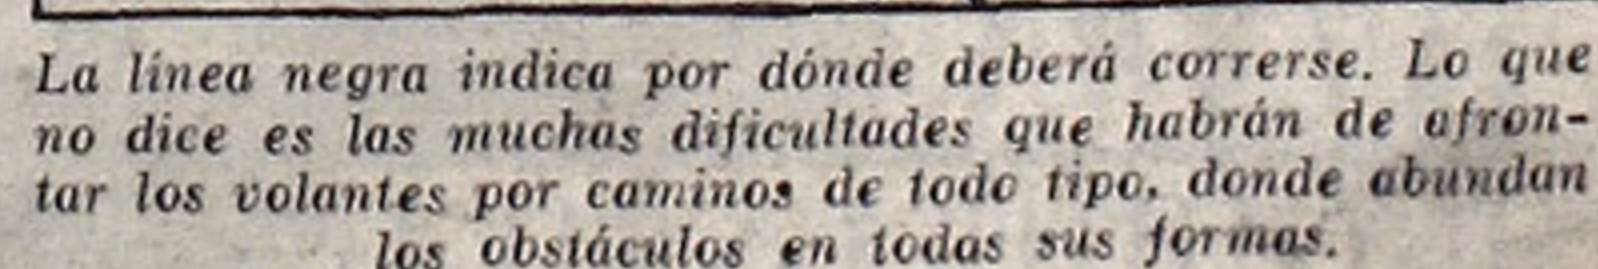 La línea negra indica por dónde deberá correrse. Lo que
no dice es las muchas dificultades que habrán de afron-
tar los volantes por caminos de todo tipo, donde abundan
los obstáculos en todas sus formas.